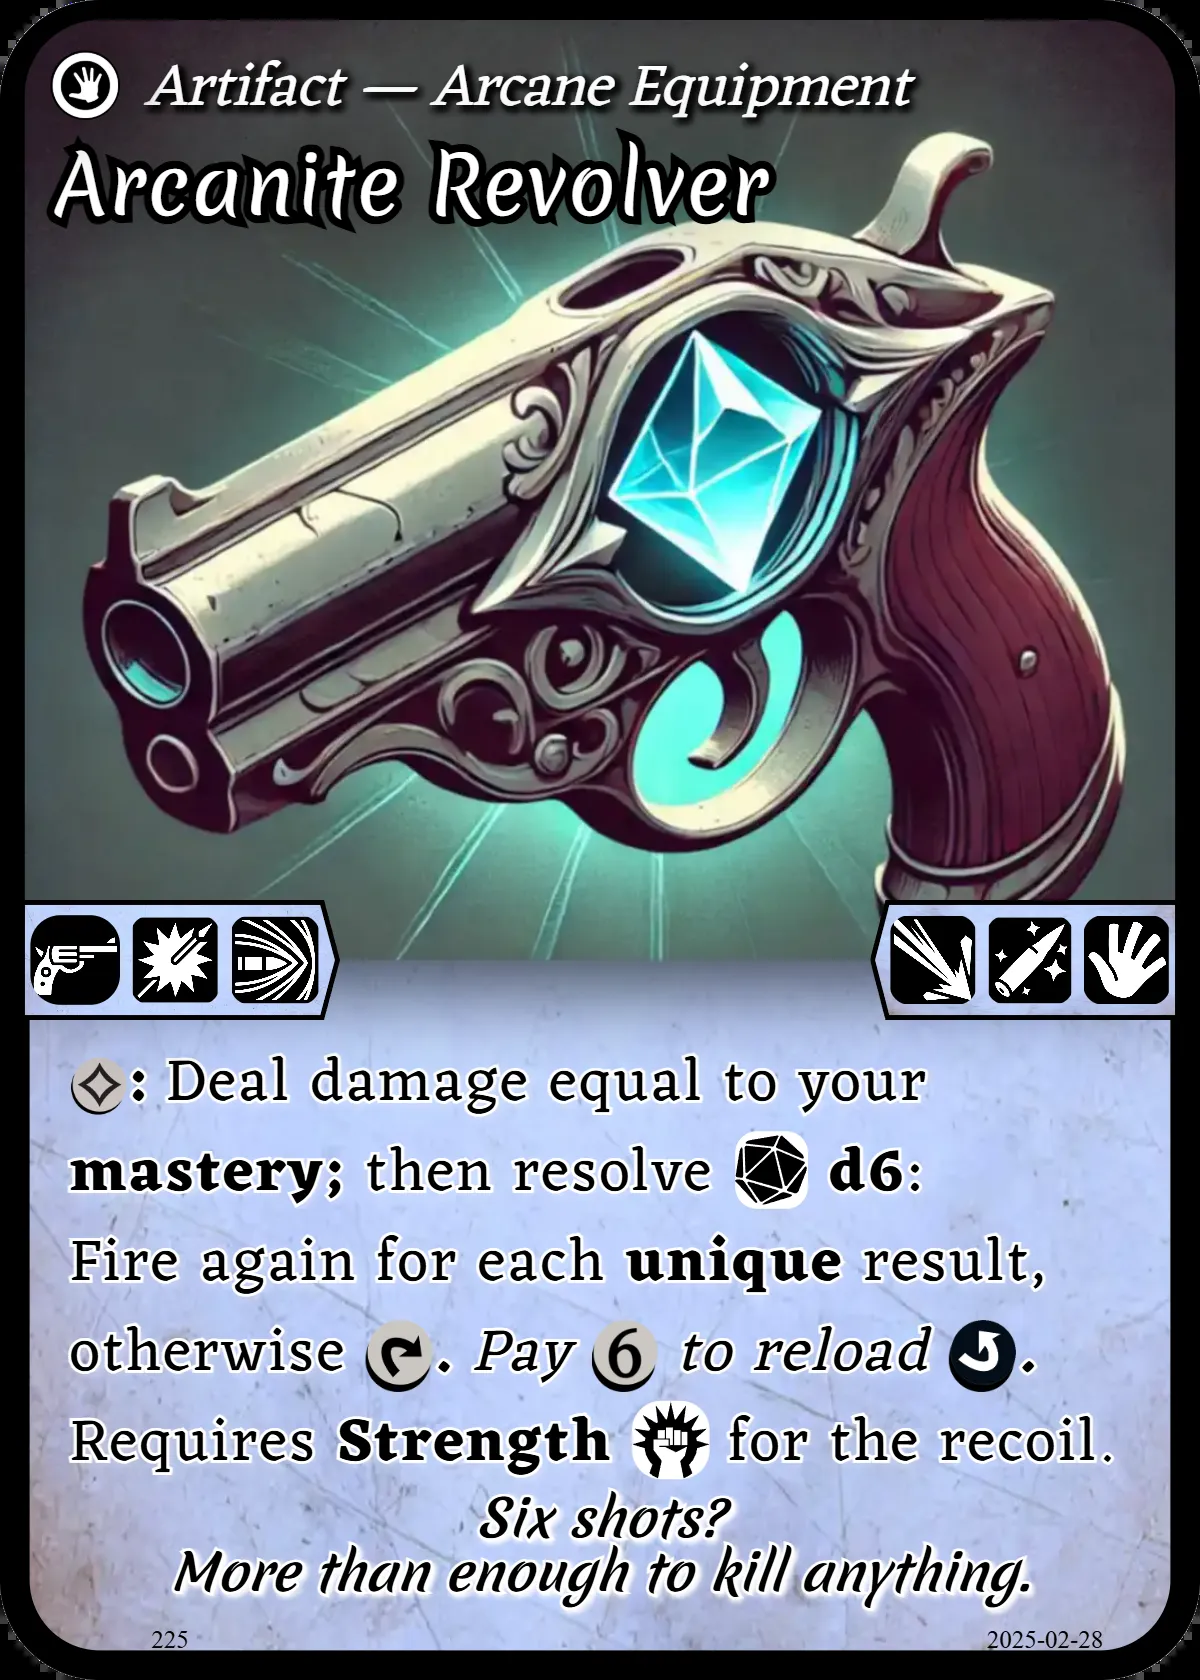 Artifact — Arcane Equipment
Arcanite Revolver
: Deal damage equal to your
mastery; then resolve d6:
Fire again for each unique result,
otherwise . Pay 6 to reload .
Requires Strength for the recoil.
Six shots?
More than enough to kill anything.
225
2025-02-28